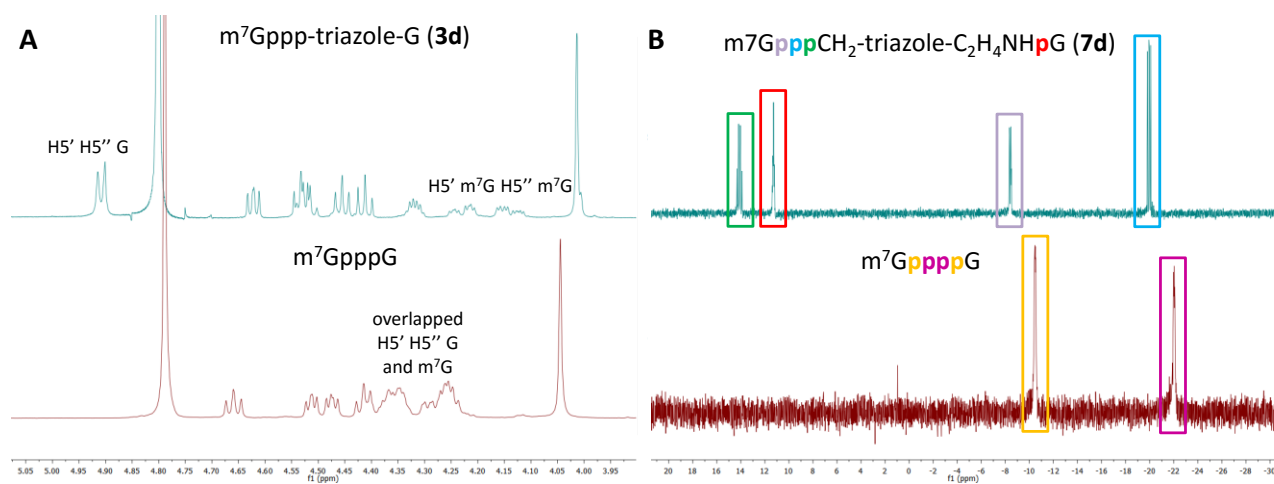 A
m⁷Gppp-triazole-G (3d)
H5' H5'' G
H5' m⁷G H5'' m⁷G
m⁷GpppG
overlapped
H5' H5'' G
and m⁷G
5.05 5.00 4.95 4.90 4.85 4.80 4.75 4.70 4.65 4.60 4.55 4.50 4.45 4.40 4.35 4.30 4.25 4.20 4.15 4.10 4.05 4.00 3.95
f1 (ppm)
B
m7GpppCH₂-triazole-C₂H₄NHpG (7d)
m⁷GppppG
20 18 16 14 12 10 8 6 4 2 0 -2 -4 -6 -8 -10 -12 -14 -16 -18 -20 -22 -24 -26 -28 -30
f1 (ppm)